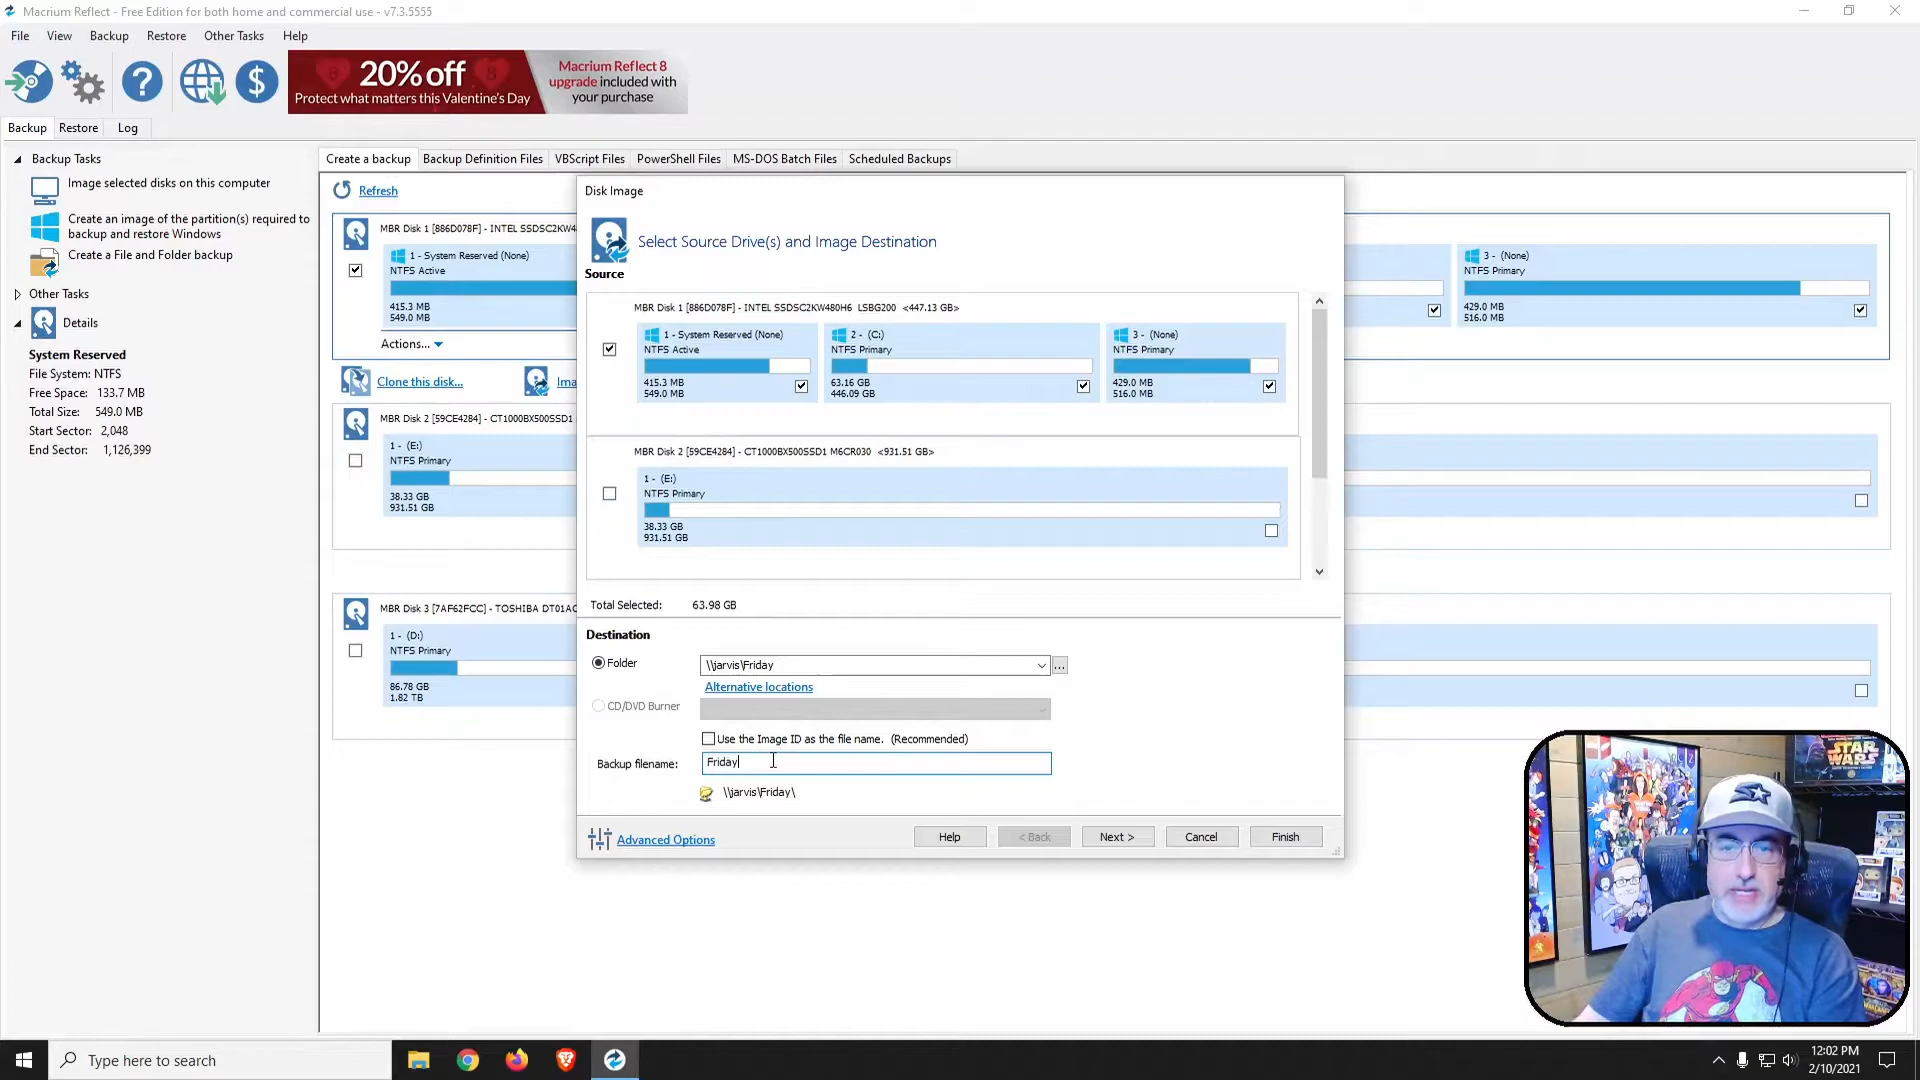 Macrium Reflect - Free Edition for both home and commercial use - v7.3.5555
File View Backup Restore Other Tasks Help
20% off
Protect what matters this Valentine's Day
Macrium Reflect 8
upgrade included with
your purchase
Backup Restore Log
Backup Tasks
Image selected disks on this computer
Create an image of the partition(s) required to
backup and restore Windows
Create a File and Folder backup
Other Tasks
Details
System Reserved
File System: NTFS
Free Space: 133.7 MB
Total Size: 549.0 MB
Start Sector: 2,048
End Sector: 1,126,399
Create a backup Backup Definition Files VBScript Files PowerShell Files MS-DOS Batch Files Scheduled Backups
Refresh
MBR Disk 1 [886D078F] - INTEL SSDSC2KW4
1 - System Reserved (None)
NTFS Active
415.3 MB
549.0 MB
3 - (None)
NTFS Primary
429.0 MB
516.0 MB
Actions...
Clone this disk...
Ima
MBR Disk 2 [59CE4284] - CT1000BX500SSD1
1 - (E:)
NTFS Primary
38.33 GB
931.51 GB
MBR Disk 3 [7AF62FCC] - TOSHIBA DT01AC
1 - (D:)
NTFS Primary
86.78 GB
1.82 TB
Disk Image
Select Source Drive(s) and Image Destination
Source
MBR Disk 1 [886D078F] - INTEL SSDSC2KW480H6 LSBG200 <447.13 GB>
1 - System Reserved (None)
NTFS Active
415.3 MB
549.0 MB
2 - (C:)
NTFS Primary
63.16 GB
446.09 GB
3 - (None)
NTFS Primary
429.0 MB
516.0 MB
MBR Disk 2 [59CE4284] - CT1000BX500SSD1 M6CR030 <931.51 GB>
1 - (E:)
NTFS Primary
38.33 GB
931.51 GB
Total Selected: 63.98 GB
Destination
Folder \\jarvis\Friday ...
Alternative locations
CD/DVD Burner
Use the Image ID as the file name. (Recommended)
Backup filename: Friday
\\jarvis\Friday\
Advanced Options Help < Back Next > Cancel Finish
STAR
WARS
Type here to search
12:02 PM
2/10/2021